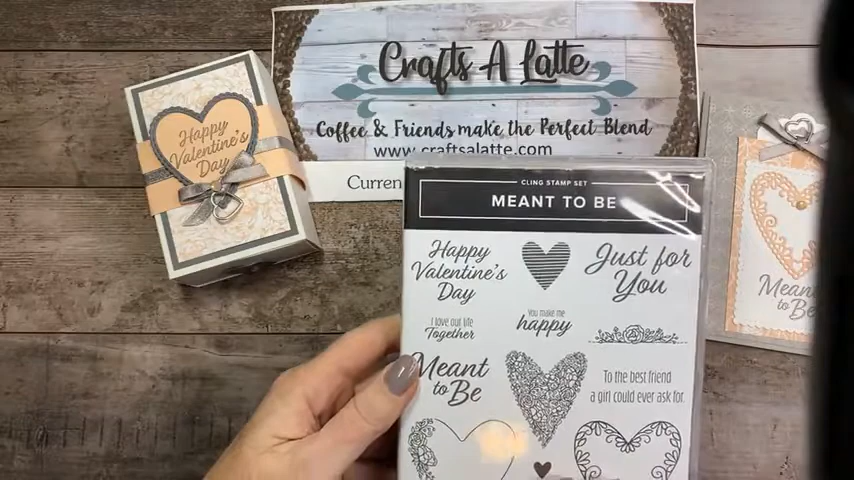 Crafts A Latte
Coffee & Friends make the Perfect Blend
www.craftsalatte.com
Curren
Happy
Valentine's
Day
CLING STAMP SET
MEANT TO BE
Happy
Valentine's
Day
Just for
You
I love our life
Together
You make me
happy
Meant
to Be
To the best friend
a girl could ever ask for.
Meant
to Be